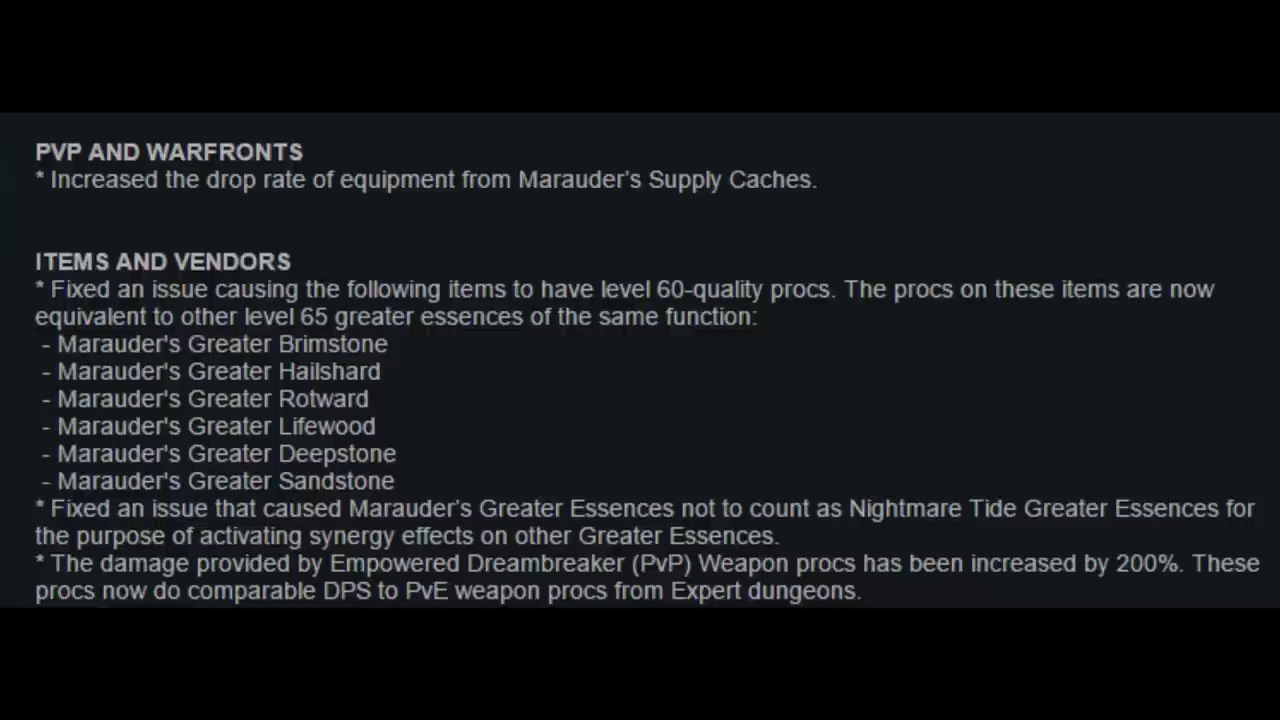 PVP AND WARFRONTS
* Increased the drop rate of equipment from Marauder’s Supply Caches.
ITEMS AND VENDORS
* Fixed an issue causing the following items to have level 60-quality procs. The procs on these items are now
equivalent to other level 65 greater essences of the same function:
- Marauder's Greater Brimstone
- Marauder's Greater Hailshard
- Marauder's Greater Rotward
- Marauder's Greater Lifewood
- Marauder's Greater Deepstone
- Marauder's Greater Sandstone
* Fixed an issue that caused Marauder’s Greater Essences not to count as Nightmare Tide Greater Essences for
the purpose of activating synergy effects on other Greater Essences.
* The damage provided by Empowered Dreambreaker (PvP) Weapon procs has been increased by 200%. These
procs now do comparable DPS to PvE weapon procs from Expert dungeons.